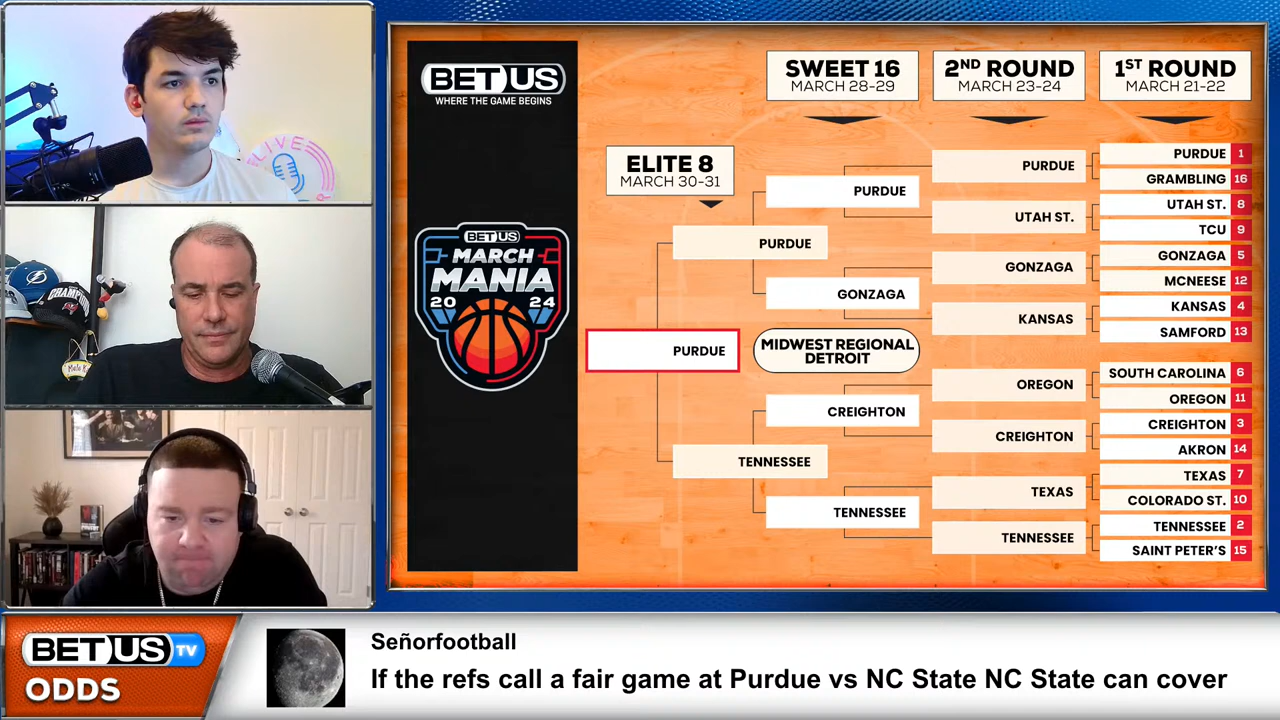 LIVE
CHAMPIONS
BETUS
WHERE THE GAME BEGINS
BETUS
MARCH
MANIA
20 24
SWEET 16
MARCH 28-29
2ND ROUND
MARCH 23-24
1ST ROUND
MARCH 21-22
ELITE 8
MARCH 30-31
PURDUE
TENNESSEE
PURDUE
MIDWEST REGIONAL
DETROIT
PURDUE
GONZAGA
CREIGHTON
TENNESSEE
PURDUE
UTAH ST.
GONZAGA
KANSAS
OREGON
CREIGHTON
TEXAS
TENNESSEE
PURDUE 1
GRAMBLING 16
UTAH ST. 8
TCU 9
GONZAGA 5
MCNEESE 12
KANSAS 4
SAMFORD 13
SOUTH CAROLINA 6
OREGON 11
CREIGHTON 3
AKRON 14
TEXAS 7
COLORADO ST. 10
TENNESSEE 2
SAINT PETER'S 15
BETUS TV
ODDS
Señorfootball
If the refs call a fair game at Purdue vs NC State NC State can cover